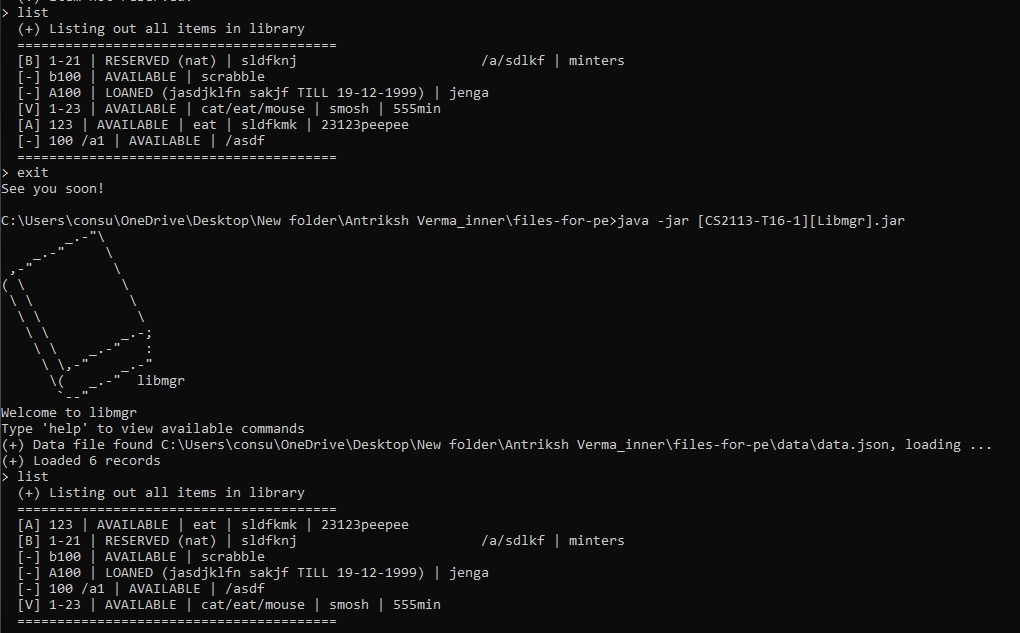 > list
  (+) Listing out all items in library
  ========================================
  [B] 1-21 | RESERVED (nat) | sldfknj                       /a/sdlkf | minters
  [-] b100 | AVAILABLE | scrabble
  [-] A100 | LOANED (jasdjklfn sakjf TILL 19-12-1999) | jenga
  [V] 1-23 | AVAILABLE | cat/eat/mouse | smosh | 555min
  [A] 123 | AVAILABLE | eat | sldfkmk | 23123peepee
  [-] 100 /a1 | AVAILABLE | /asdf
  ========================================
> exit
See you soon!
C:\Users\consu\OneDrive\Desktop\New folder\Antriksh Verma_inner\files-for-pe>java -jar [CS2113-T16-1][Libmgr].jar
        _.-"\
    _.-"     \
 ,-"          \
( \            \
 \ \            \
  \ \            \
   \ \         _.-;
    \ \    _.-"   :
     \ \,-"    _.-"
      \(   _.-"  libmgr
       `--"
Welcome to libmgr
Type 'help' to view available commands
(+) Data file found C:\Users\consu\OneDrive\Desktop\New folder\Antriksh Verma_inner\files-for-pe\data\data.json, loading ...
(+) Loaded 6 records
> list
  (+) Listing out all items in library
  ========================================
  [A] 123 | AVAILABLE | eat | sldfkmk | 23123peepee
  [B] 1-21 | RESERVED (nat) | sldfknj                       /a/sdlkf | minters
  [-] b100 | AVAILABLE | scrabble
  [-] A100 | LOANED (jasdjklfn sakjf TILL 19-12-1999) | jenga
  [-] 100 /a1 | AVAILABLE | /asdf
  [V] 1-23 | AVAILABLE | cat/eat/mouse | smosh | 555min
  ========================================